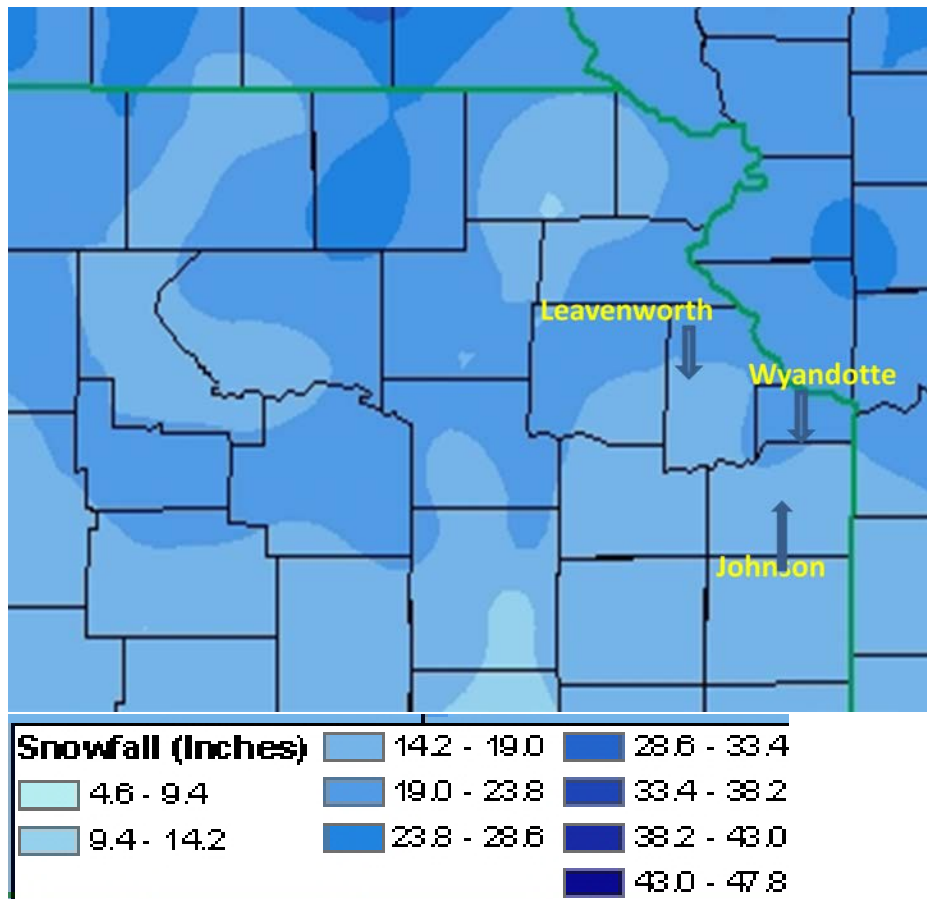 Leavenworth
Wyandotte
Johnson
Snowfall (Inches)
4.6 - 9.4
9.4 - 14.2
14.2 - 19.0
19.0 - 23.8
23.8 - 28.6
28.6 - 33.4
33.4 - 38.2
38.2 - 43.0
43.0 - 47.8